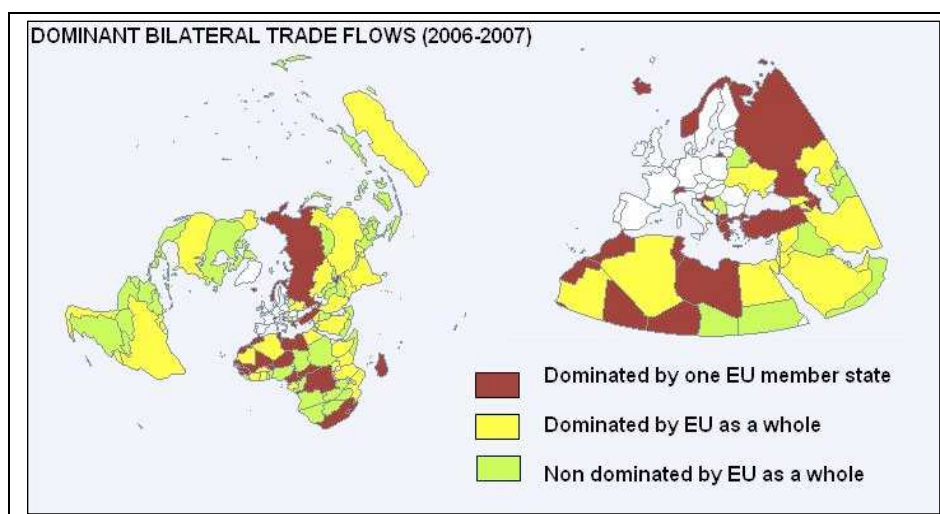 DOMINANT BILATERAL TRADE FLOWS (2006-2007)
Dominated by one EU member state
Dominated by EU as a whole
Non dominated by EU as a whole